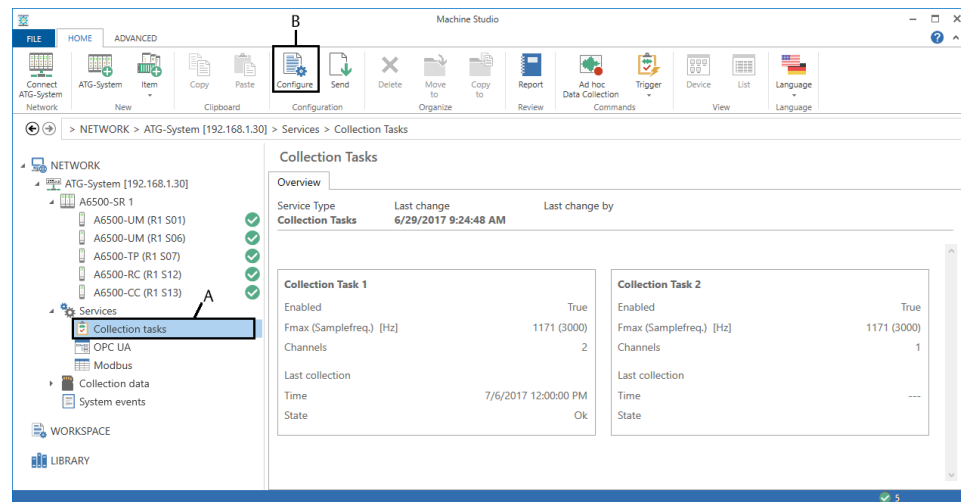 B
Machine Studio
FILE HOME ADVANCED
Connect ATG-System
ATG-System
Item
Copy
Paste
Configure
Send
Delete
Move to
Copy to
Report
Ad hoc Data Collection
Trigger
Device
List
Language
Network New Clipboard Configuration Organize Review Commands View Language
> NETWORK > ATG-System [192.168.1.30] > Services > Collection Tasks
NETWORK
ATG-System [192.168.1.30]
A6500-SR 1
A6500-UM (R1 S01)
A6500-UM (R1 S06)
A6500-TP (R1 S07)
A6500-RC (R1 S12)
A6500-CC (R1 S13)
A
Services
Collection tasks
OPC UA
Modbus
Collection data
System events
WORKSPACE
LIBRARY
Collection Tasks
Overview
Service Type Last change Last change by
Collection Tasks 6/29/2017 9:24:48 AM
Collection Task 1
Enabled True
Fmax (Samplefreq.) [Hz] 1171 (3000)
Channels 2
Last collection
Time 7/6/2017 12:00:00 PM
State Ok
Collection Task 2
Enabled True
Fmax (Samplefreq.) [Hz] 1171 (3000)
Channels 1
Last collection
Time ---
State
5